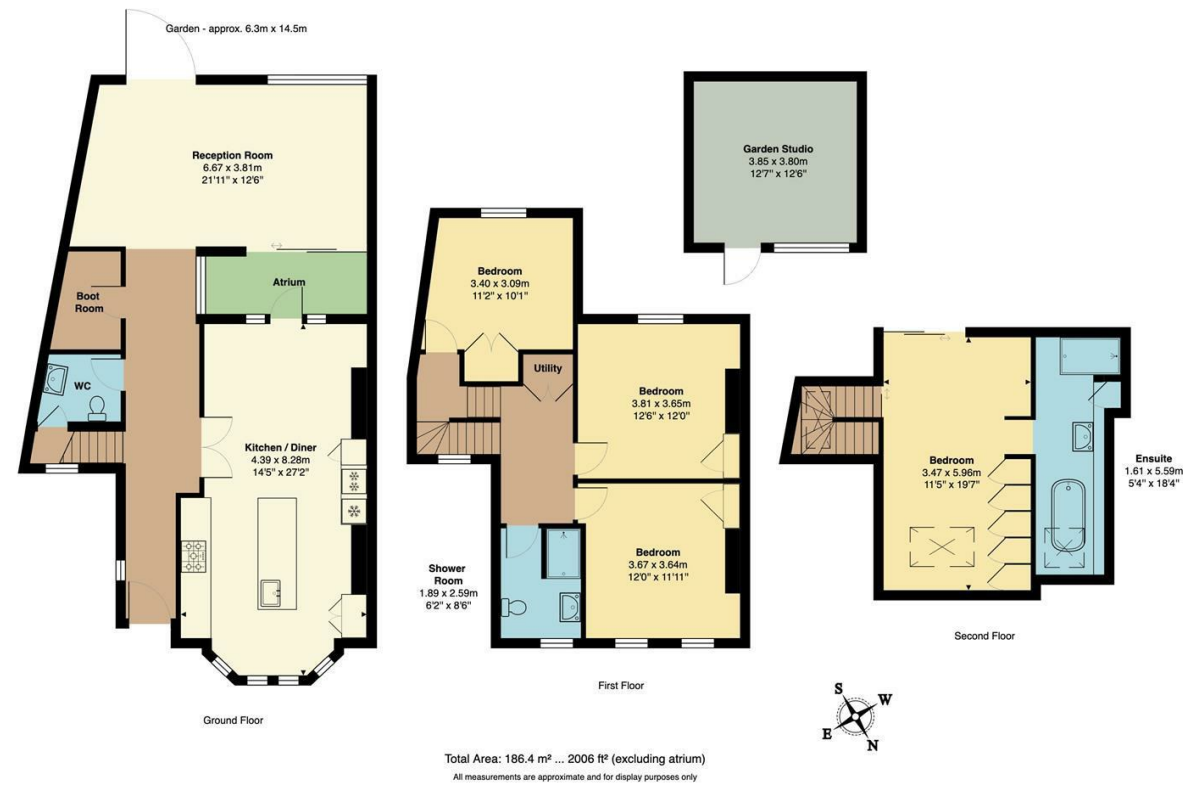 Garden - approx. 6.3m x 14.5m
Reception Room
6.67 x 3.81m
21'11" x 12'6"
Atrium
Boot
Room
WC
Kitchen / Diner
4.39 x 8.28m
14'5" x 27'2"
Ground Floor
Bedroom
3.40 x 3.09m
11'2" x 10'1"
Utility
Bedroom
3.81 x 3.65m
12'6" x 12'0"
Bedroom
3.67 x 3.64m
12'0" x 11'11"
Shower
Room
1.89 x 2.59m
6'2" x 8'6"
First Floor
Garden Studio
3.85 x 3.80m
12'7" x 12'6"
Bedroom
3.47 x 5.96m
11'5" x 19'7"
Ensuite
1.61 x 5.59m
5'4" x 18'4"
Second Floor
S
W
E
N
Total Area: 186.4 m² ... 2006 ft² (excluding atrium)
All measurements are approximate and for display purposes only